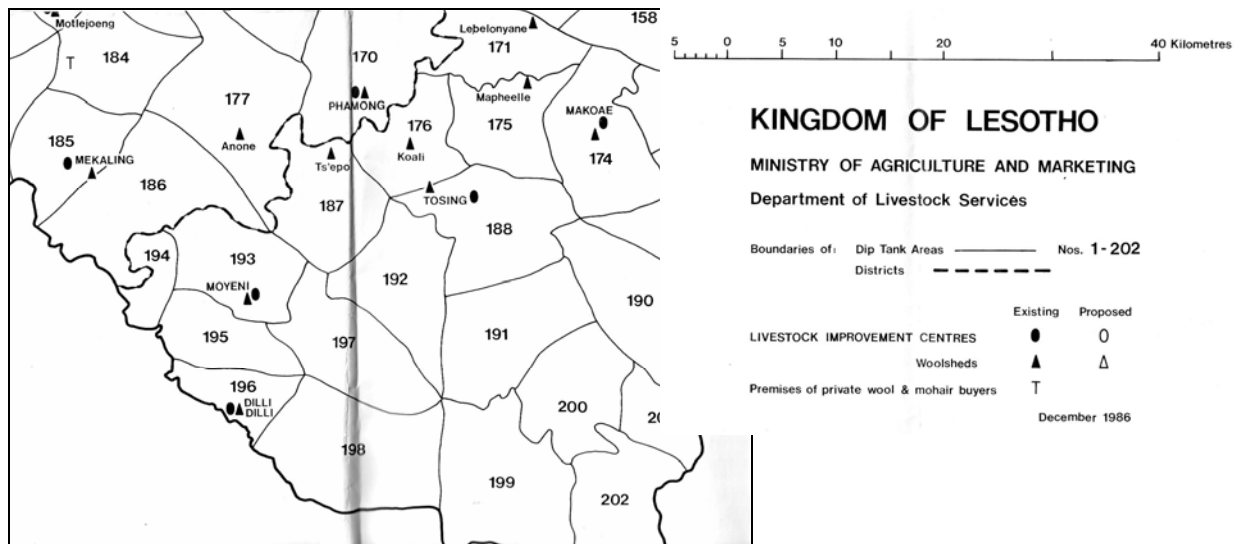 Motlejoeng
184
T
185
MEKALING
186
177
Anone
170
PHAMONG
Lebelonyane
171
158
Mapheelle
175
176
Koali
MAKOAE
174
Ts'epo
187
TOSING
188
194
193
MOYENI
192
190
195
197
191
196
DILLI
DILLI
198
200
199
202
5 0 5 10 20 40 Kilometres
KINGDOM OF LESOTHO
MINISTRY OF AGRICULTURE AND MARKETING
Department of Livestock Services
Boundaries of: Dip Tank Areas Nos. 1-202
Districts
Existing Proposed
LIVESTOCK IMPROVEMENT CENTRES
Woolsheds
Premises of private wool & mohair buyers T
December 1986